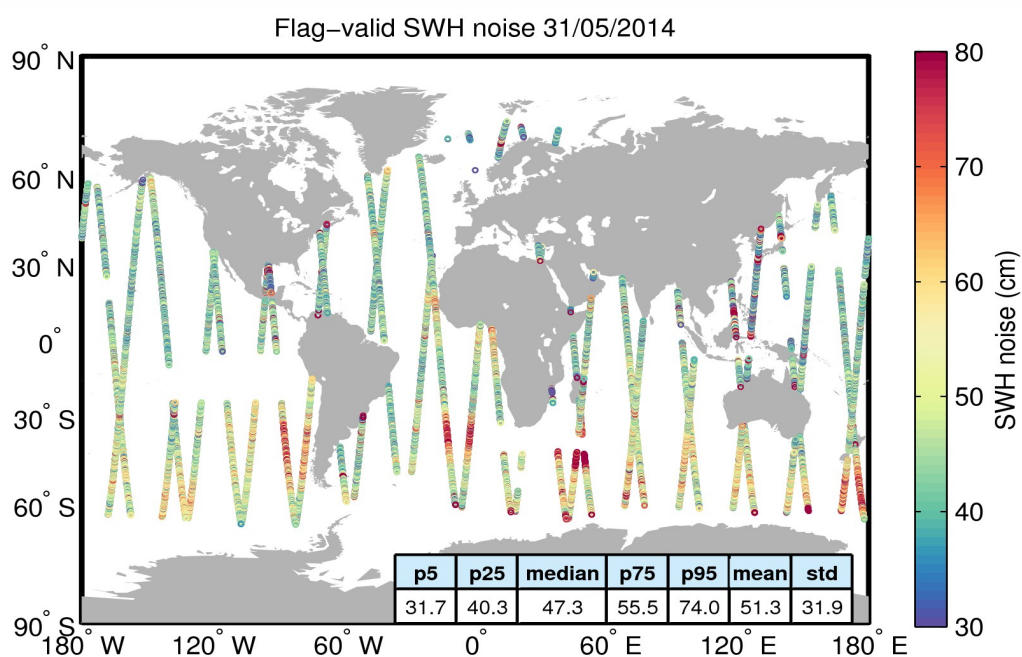 Flag−valid SWH noise 31/05/2014
90° N
60° N
30° N
0°
30° S
60° S
90° S
180° W
120° W
60° W
0°
60° E
120° E
180° E
80
70
60
50
40
30
SWH noise (cm)
p5 p25 median p75 p95 mean std
31.7 40.3 47.3 55.5 74.0 51.3 31.9